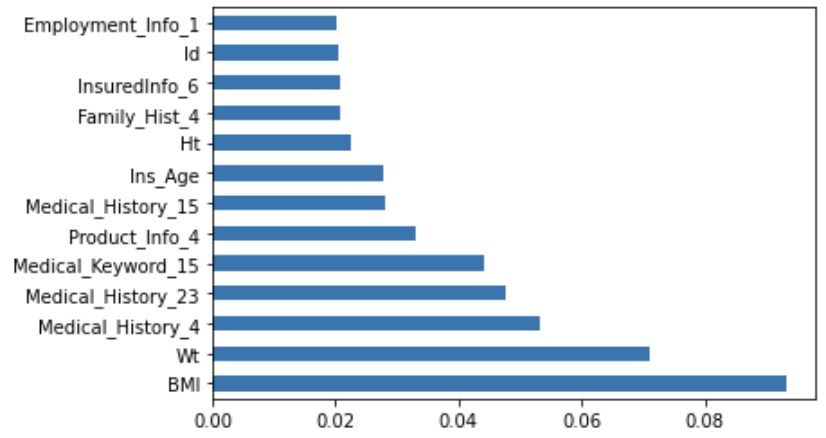 Employment_Info_1
Id
InsuredInfo_6
Family_Hist_4
Ht
Ins_Age
Medical_History_15
Product_Info_4
Medical_Keyword_15
Medical_History_23
Medical_History_4
Wt
BMI
0.00 0.02 0.04 0.06 0.08